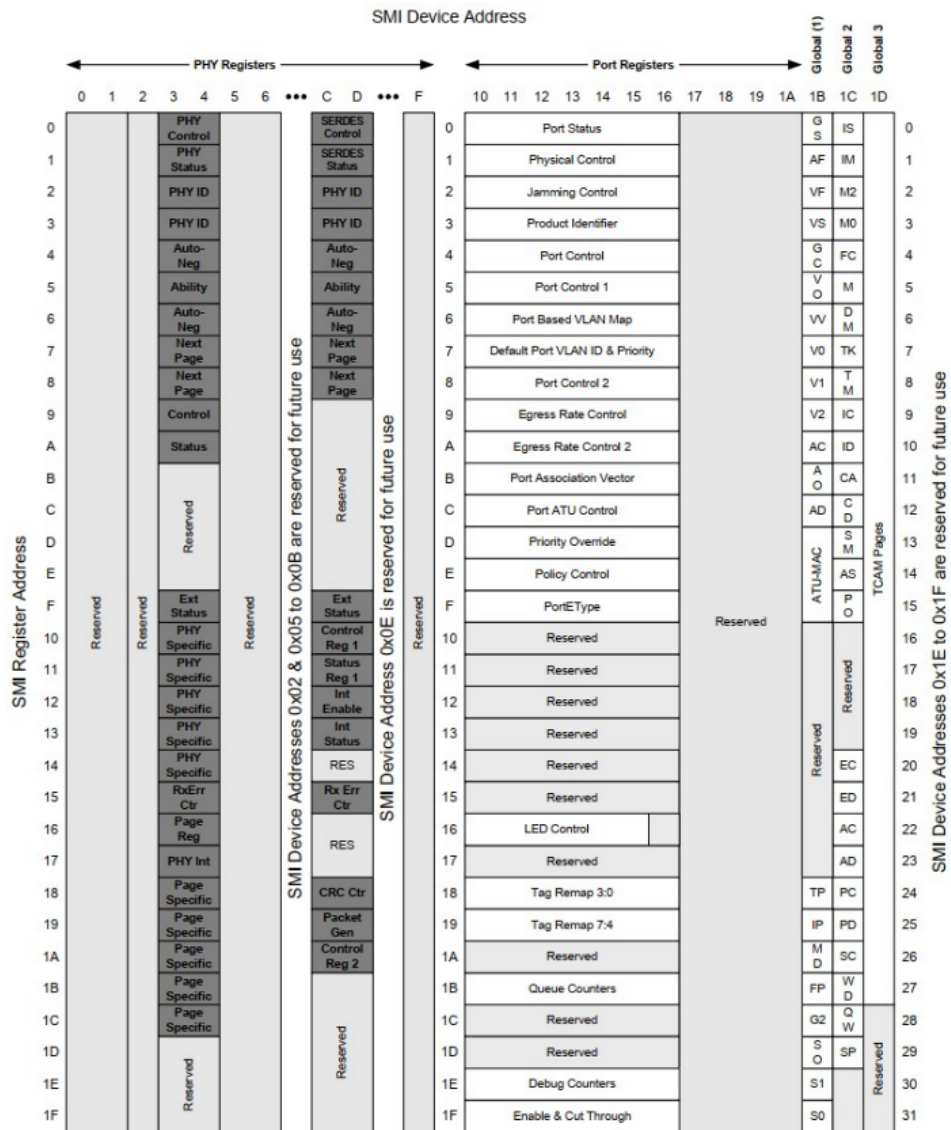 SMI Device Address
PHY Registers
Port Registers
Global (1)
Global 2
Global 3
0 1 2 3 4 5 6 ••• C D ••• F 10 11 12 13 14 15 16 17 18 19 1A 1B 1C 1D
0 PHY Control SERDES Control 0 Port Status GS IS 0
1 PHY Status SERDES Status 1 Physical Control AF IM 1
2 PHY ID PHY ID 2 Jamming Control VF M2 2
3 PHY ID PHY ID 3 Product Identifier VS M0 3
4 Auto-Neg Auto-Neg 4 Port Control GC FC 4
5 Ability Ability 5 Port Control 1 VO M 5
6 Auto-Neg Auto-Neg 6 Port Based VLAN Map VV DM 6
7 Next Page Next Page 7 Default Port VLAN ID & Priority V0 TK 7
8 Next Page Next Page 8 Port Control 2 V1 TM 8
9 Control 9 Egress Rate Control V2 IC 9
A Status A Egress Rate Control 2 AC ID 10
B B Port Association Vector AO CA 11
C C Port ATU Control AD CD 12
D D Priority Override SM 13
E E Policy Control AS 14
F Ext Status Ext Status F PortEType PO 15
10 PHY Specific Control Reg 1 10 Reserved 16
11 PHY Specific Status Reg 1 11 Reserved 17
12 PHY Specific Int Enable 12 Reserved 18
13 PHY Specific Int Status 13 Reserved 19
14 PHY Specific RES 14 Reserved EC 20
15 RxErr Ctr Rx Err Ctr 15 Reserved ED 21
16 Page Reg RES 16 LED Control AC 22
17 PHY Int 17 Reserved AD 23
18 Page Specific CRC Ctr 18 Tag Remap 3:0 TP PC 24
19 Page Specific Packet Gen 19 Tag Remap 7:4 IP PD 25
1A Page Specific Control Reg 2 1A Reserved MD SC 26
1B Page Specific 1B Queue Counters FP WD 27
1C Page Specific 1C Reserved G2 QW 28
1D 1D Reserved SO SP 29
1E 1E Debug Counters S1 30
1F 1F Enable & Cut Through S0 31
SMI Register Address
Reserved
Reserved
Reserved
Reserved
Reserved
SMI Device Addresses 0x02 & 0x05 to 0x0B are reserved for future use
Reserved
Reserved
SMI Device Address 0x0E is reserved for future use
Reserved
Reserved
ATU-MAC
Reserved
Reserved
TCAM Pages
Reserved
SMI Device Addresses 0x1E to 0x1F are reserved for future use